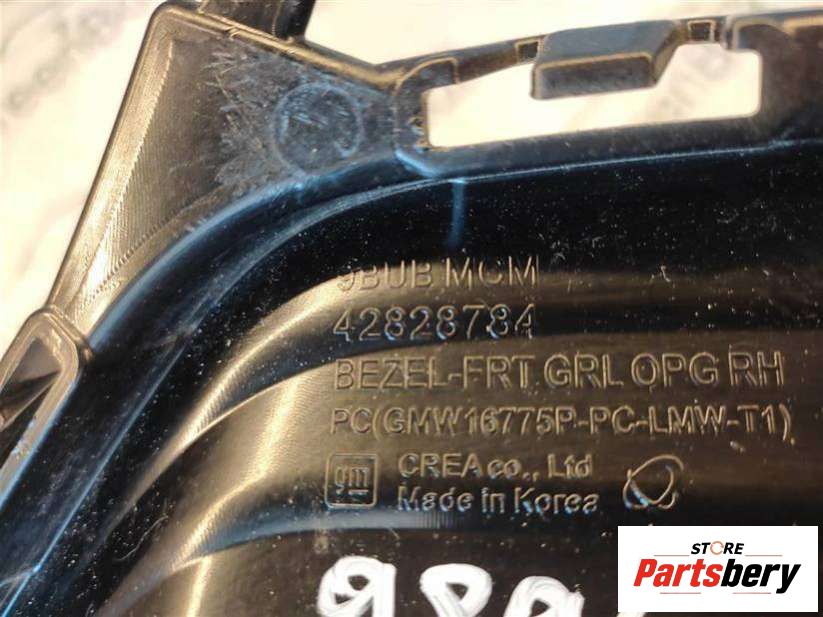 9BUB MCM
42828784
BEZEL-FRT GRL OPG RH
PC(GMW16775P-PC-LMW-T1)
gm
CREA co., Ltd
Made in Korea
STORE
Partsbery